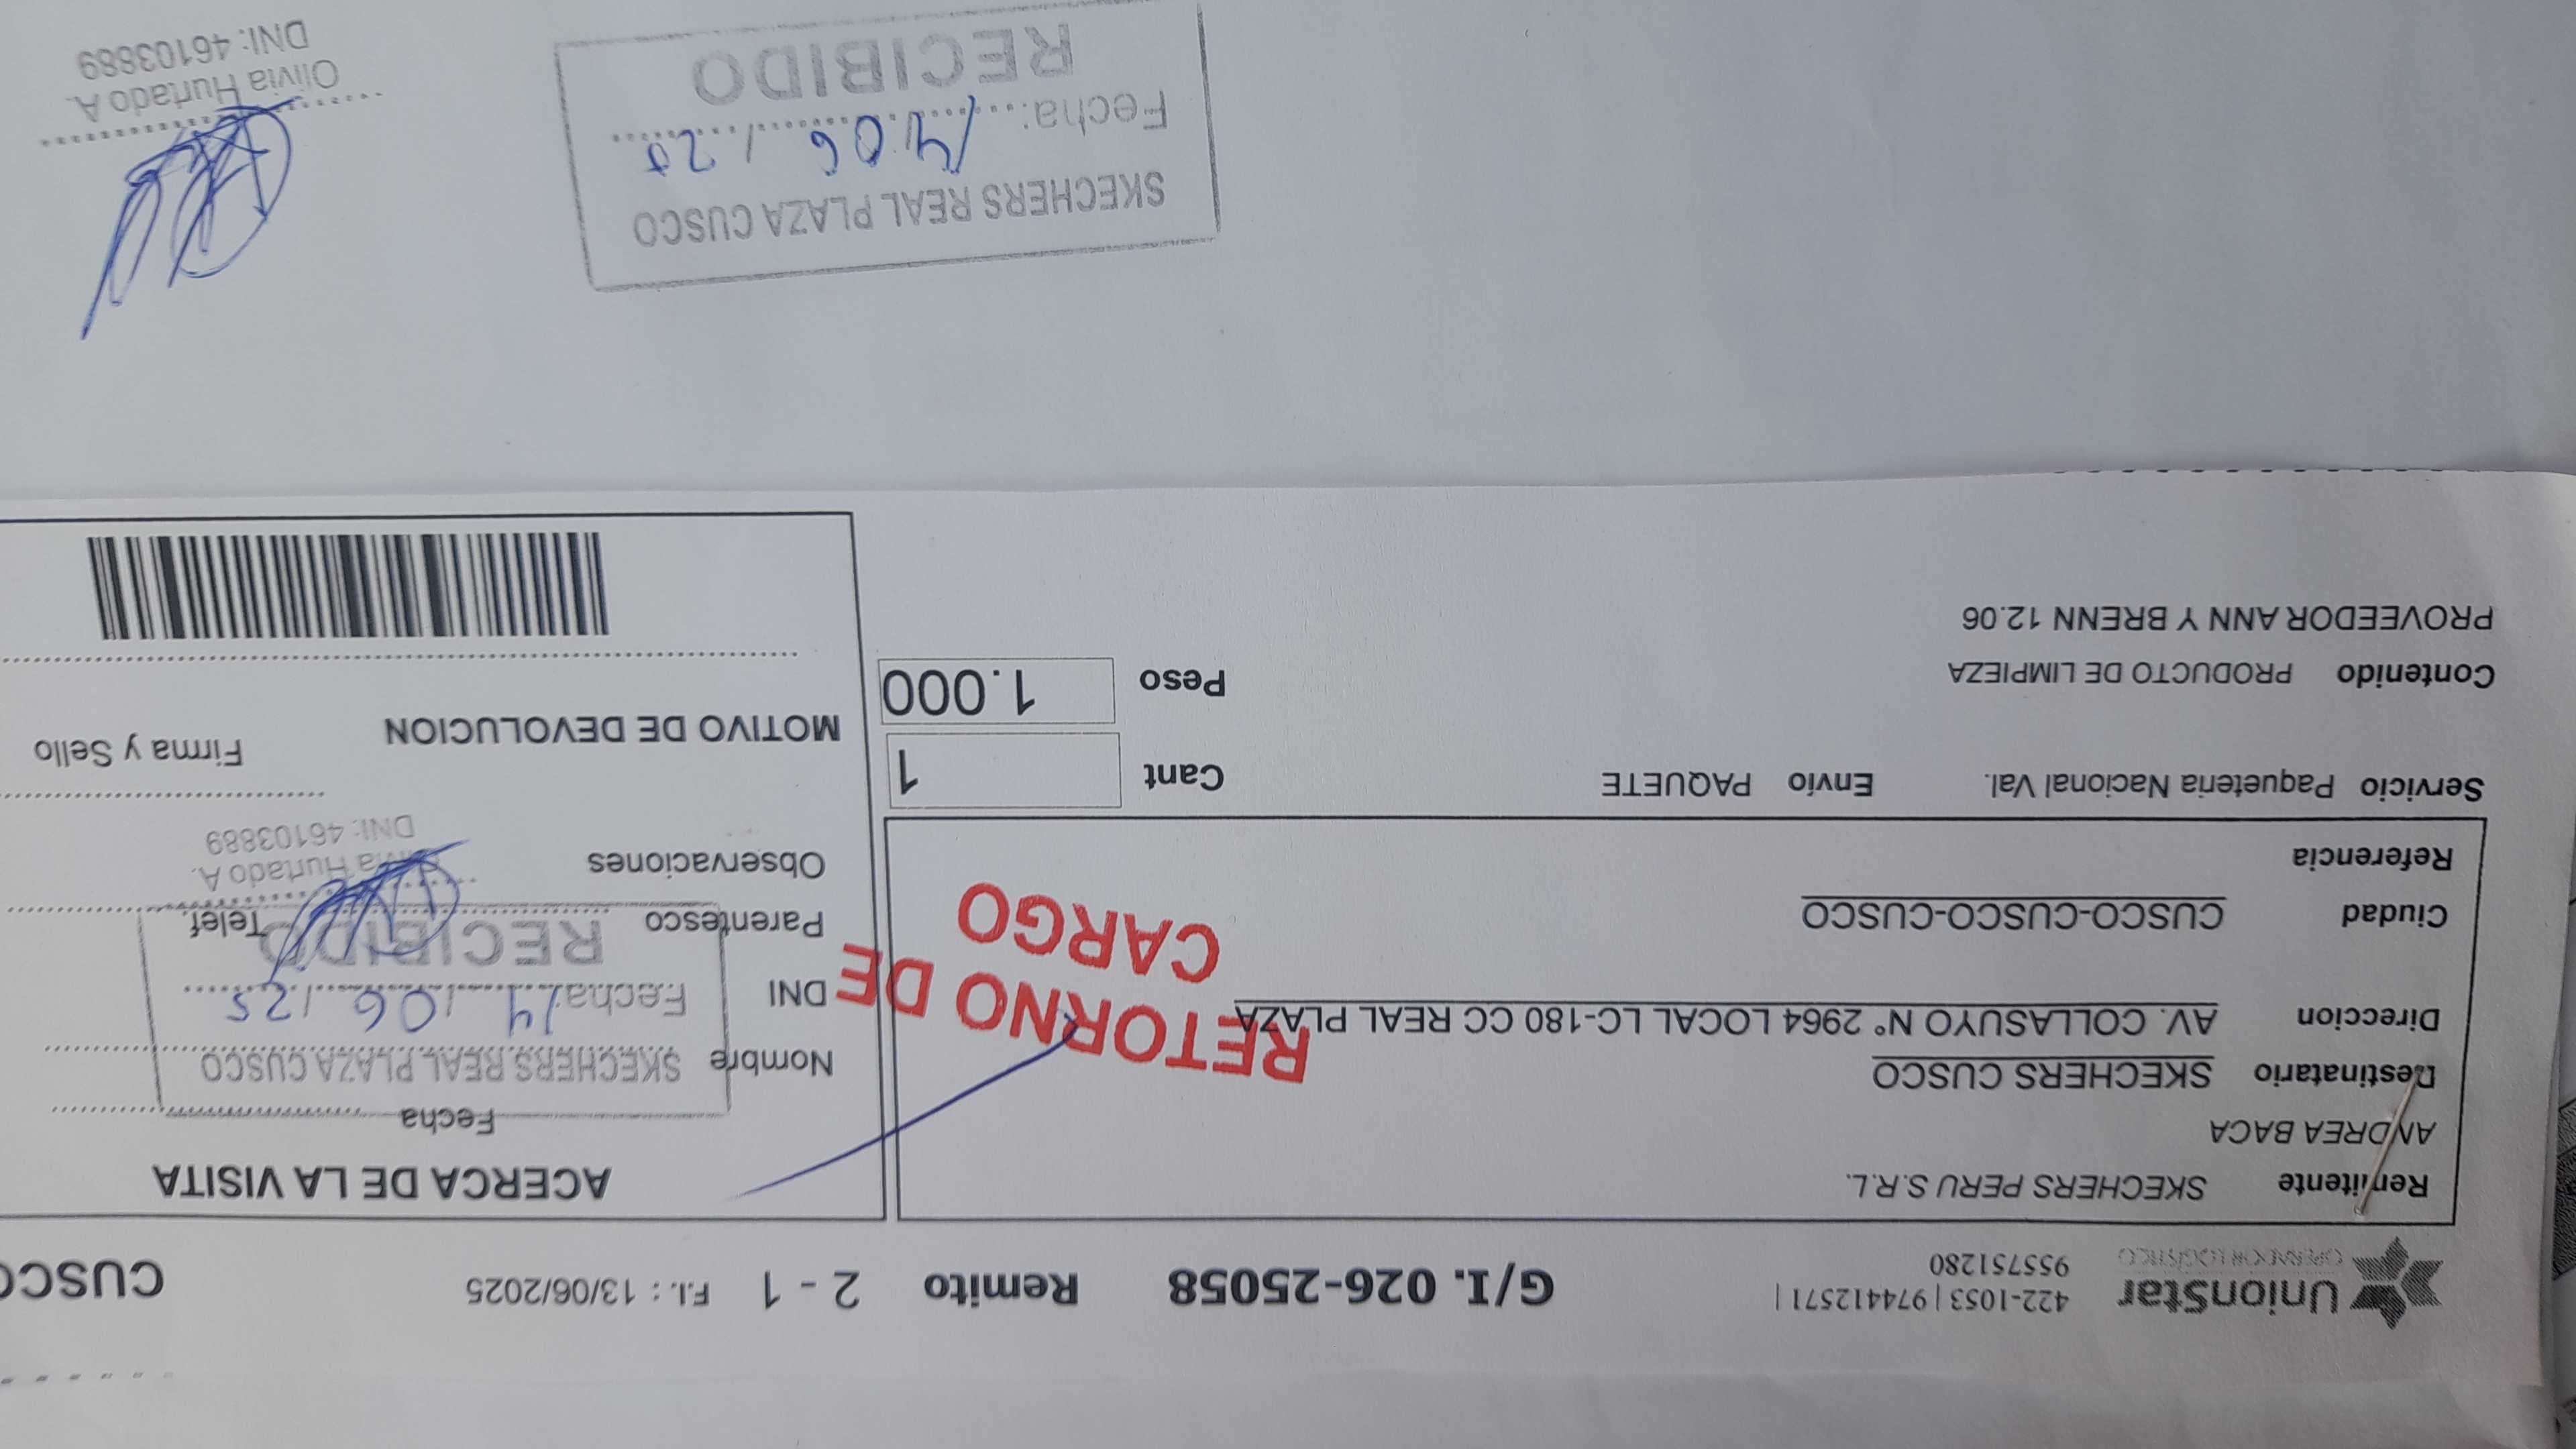 UnionStar
OPERADOR LOGÍSTICO
422-1053 | 974412571 |
955751280
G/I. 026-25058
Remito 2 - 1
F.I. : 13/06/2025
CUSCO
Remitente SKECHERS PERU S.R.L.
ANDREA BACA
Destinatario SKECHERS CUSCO
Direccion AV. COLLASUYO N° 2964 LOCAL LC-180 CC REAL PLAZA
Ciudad CUSCO-CUSCO-CUSCO
Referencia
RETORNO DE
CARGO
Servicio Paqueteria Nacional Val. Envío PAQUETE
Cant 1
Contenido PRODUCTO DE LIMPIEZA
Peso 1.000
PROVEEDOR ANN Y BRENN 12.06
ACERCA DE LA VISITA
Fecha
Nombre
SKECHERS REAL PLAZA CUSCO
DNI
Fecha: 14/06/25
RECIBIDO
Parentesco
Telef.
Observaciones
Olivia Hurtado A.
DNI: 46103889
MOTIVO DE DEVOLUCION
Firma y Sello
SKECHERS REAL PLAZA CUSCO
Fecha: 14 06 / 25
RECIBIDO
Olivia Hurtado A.
DNI: 46103889